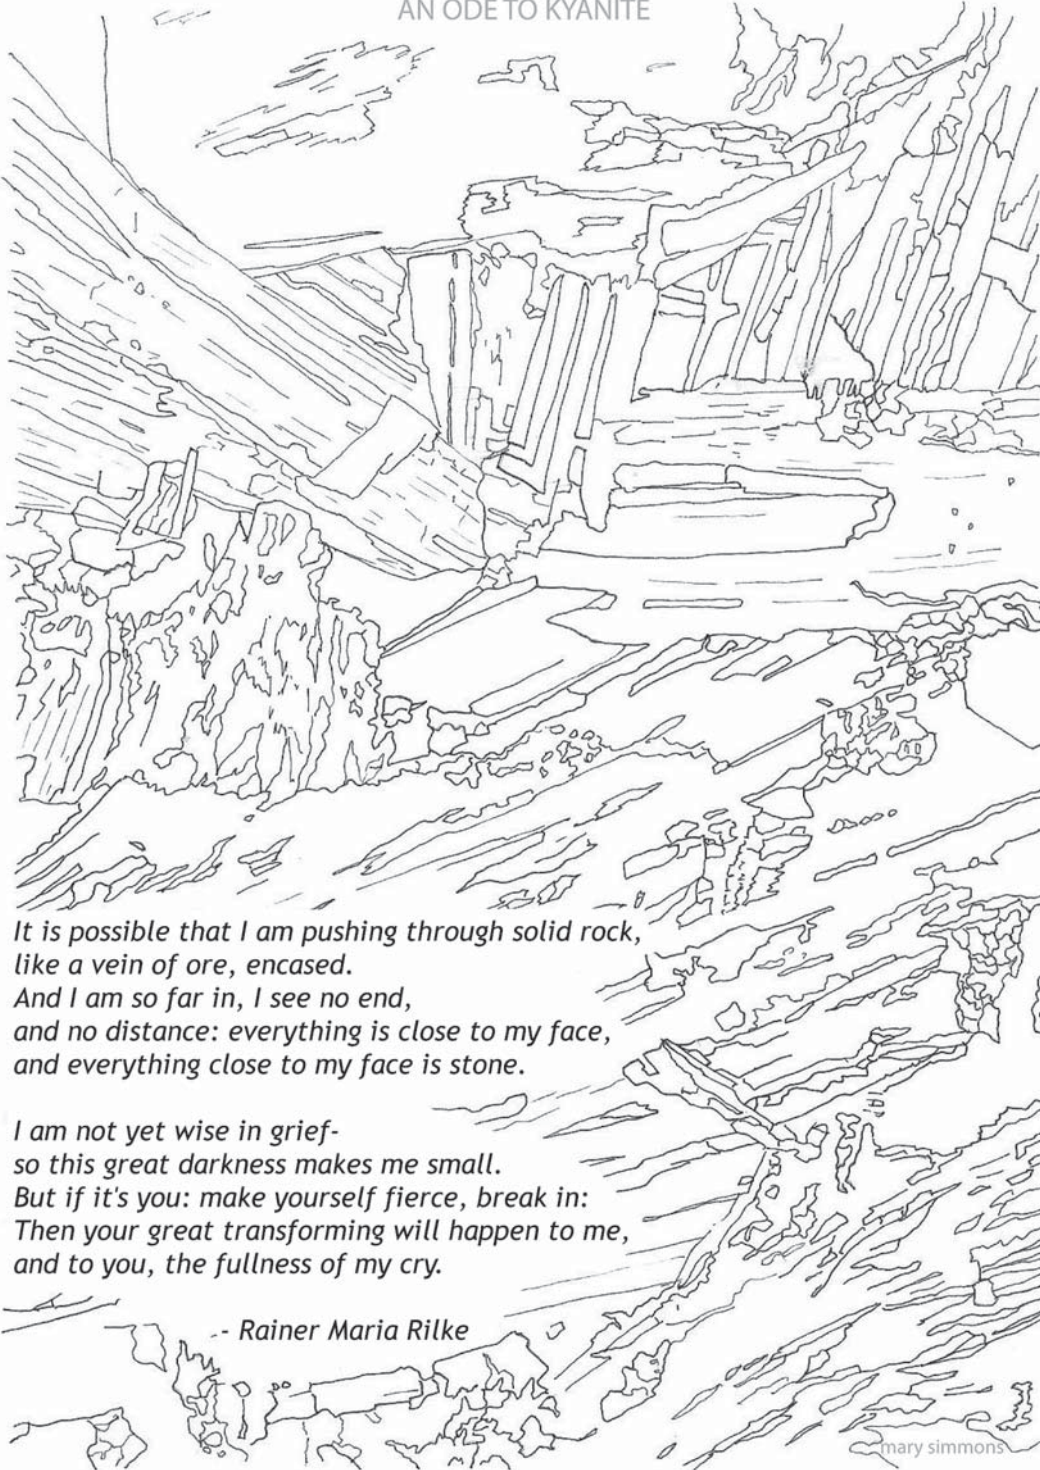 AN ODE TO KYANITE
It is possible that I am pushing through solid rock,
like a vein of ore, encased.
And I am so far in, I see no end,
and no distance: everything is close to my face,
and everything close to my face is stone.
I am not yet wise in grief-
so this great darkness makes me small.
But if it's you: make yourself fierce, break in:
Then your great transforming will happen to me,
and to you, the fullness of my cry.
-- Rainer Maria Rilke
mary simmons